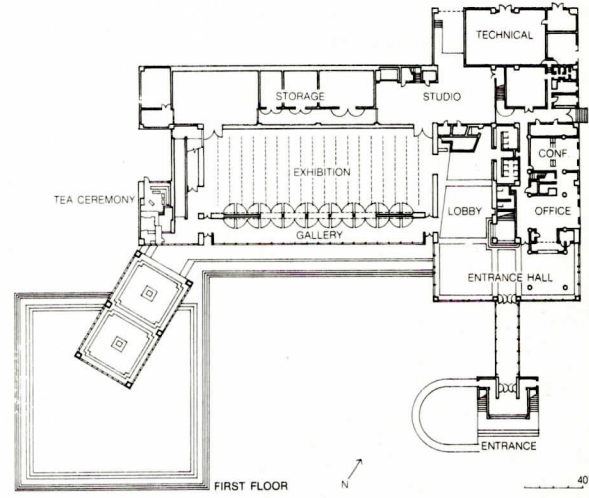 TECHNICAL
STORAGE
STUDIO
CONF.
EXHIBITION
TEA CEREMONY
LOBBY
OFFICE
GALLERY
ENTRANCE HALL
ENTRANCE
FIRST FLOOR
N
40'